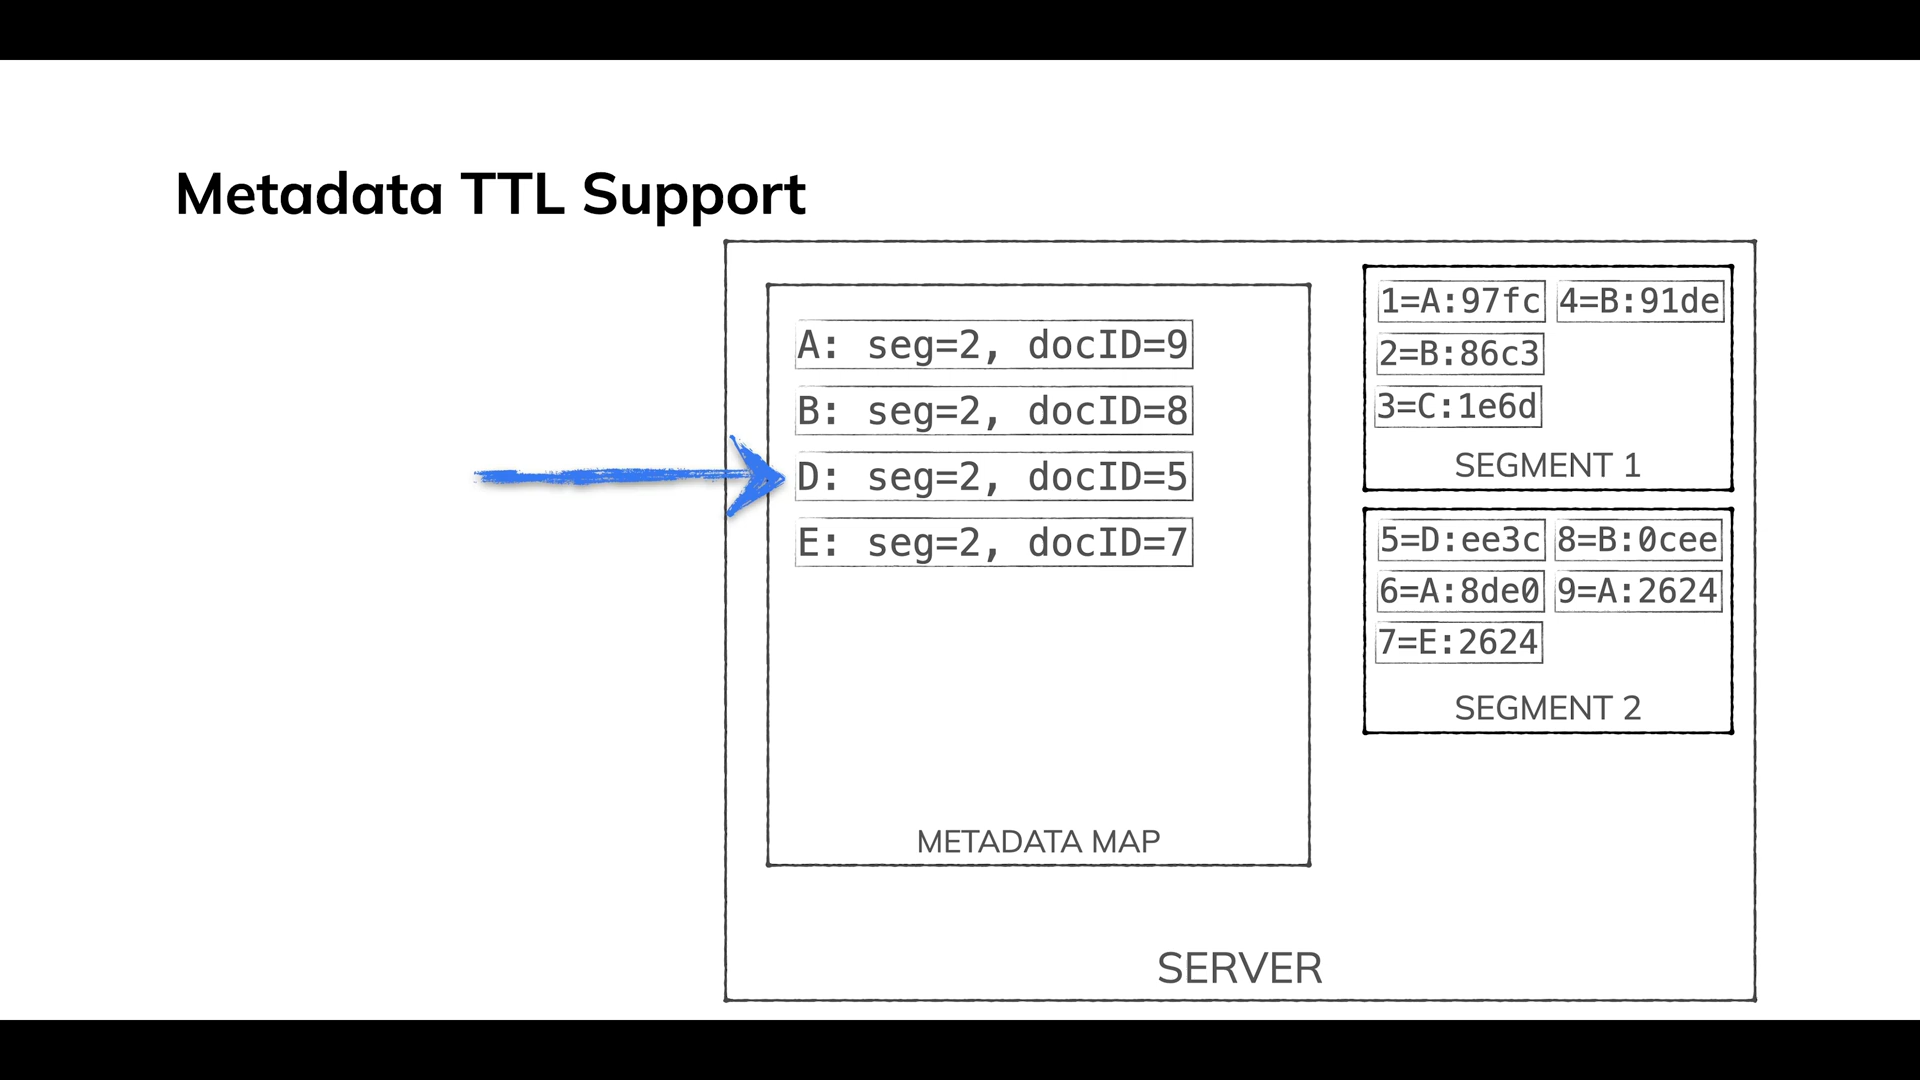 Metadata TTL Support
A: seg=2, docID=9
B: seg=2, docID=8
D: seg=2, docID=5
E: seg=2, docID=7
METADATA MAP
1=A:97fc 4=B:91de
2=B:86c3
3=C:1e6d
SEGMENT 1
5=D:ee3c 8=B:0cee
6=A:8de0 9=A:2624
7=E:2624
SEGMENT 2
SERVER